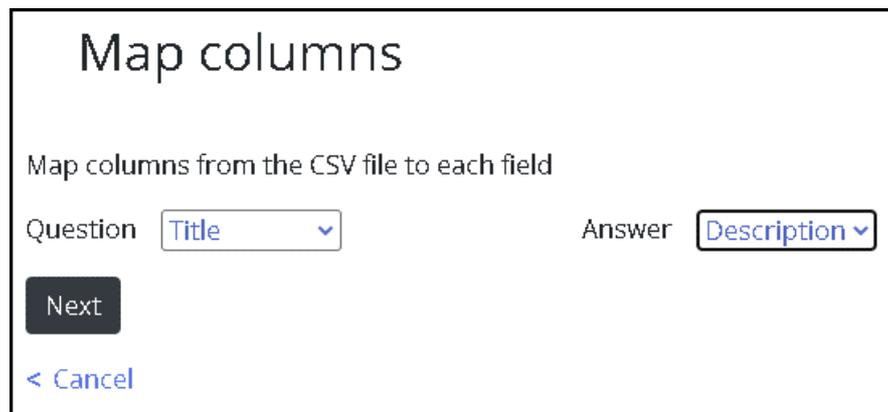 Map columns
Map columns from the CSV file to each field
Question Title Answer Description
Next
< Cancel